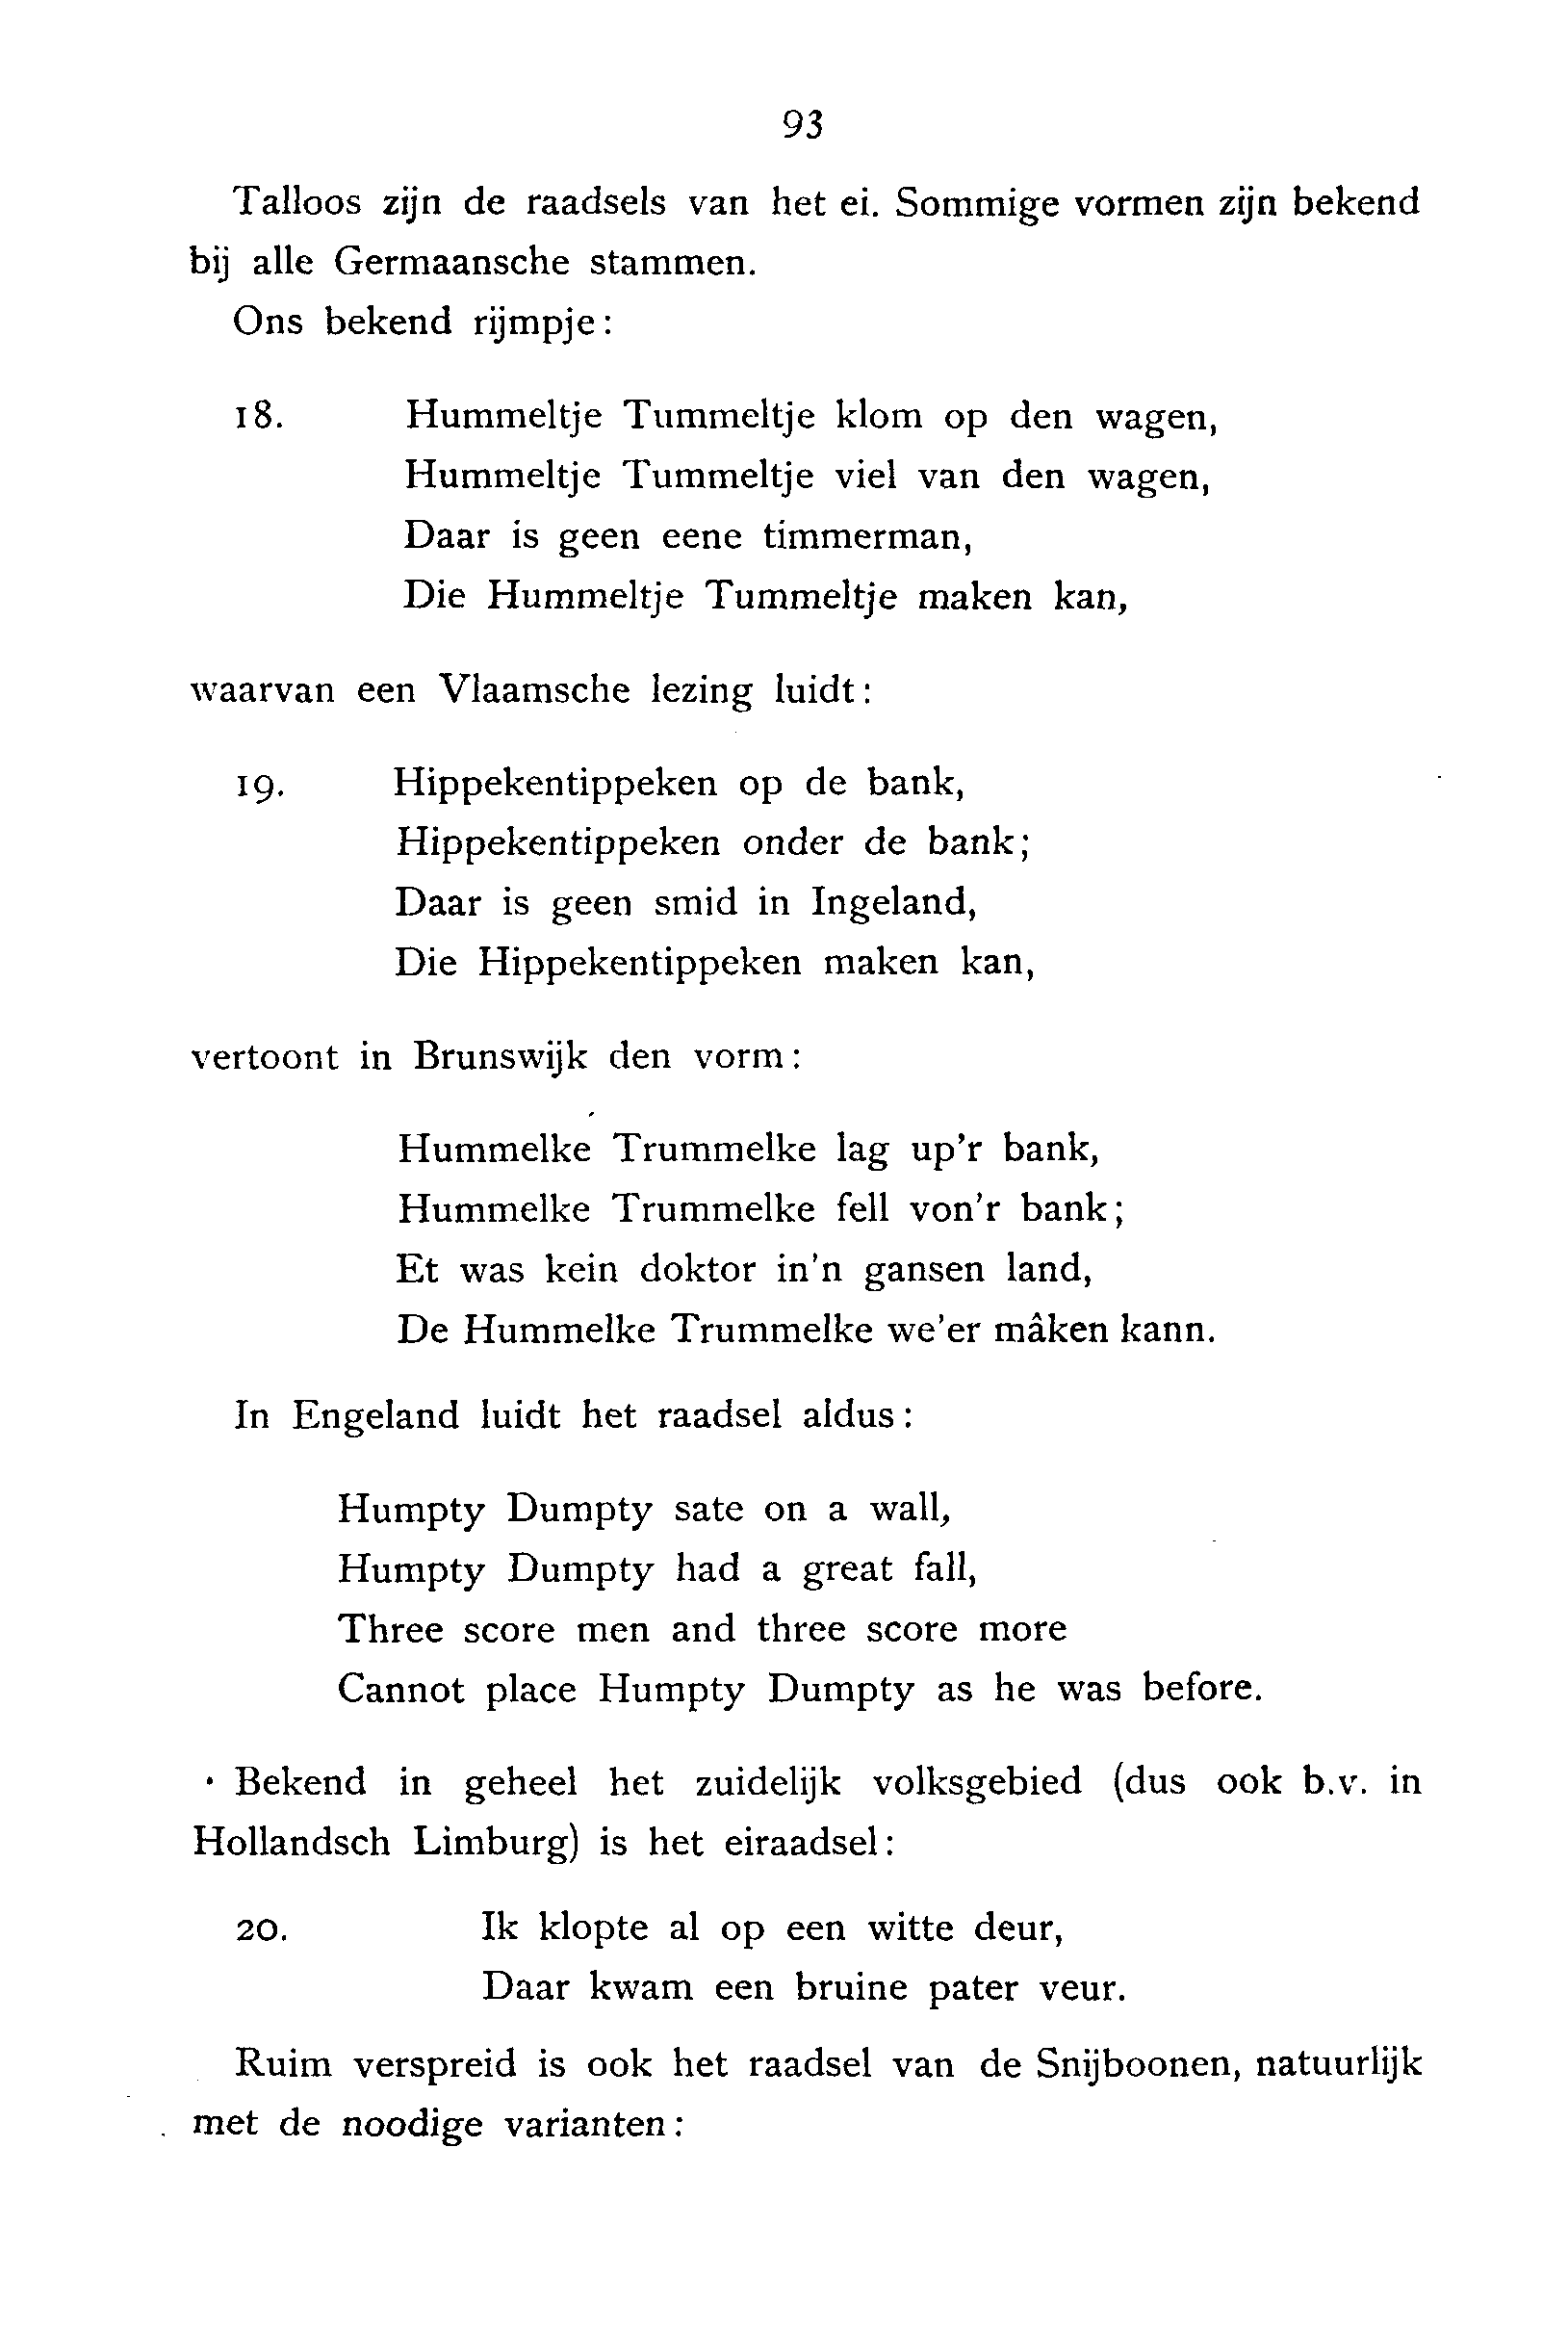 93
Talloos zijn de raadsels van het ei. Sommige vormen zijn bekend
bij alle Germaansche stammen.
Ons bekend rijmpje:
18. Hummeltje Tummeltje klom op den wagen,
Hummeltje Tummeltje viel van den wagen,
Daar is geen eene timmerman,
Die Hummeltje Tummeltje maken kan,
waarvan een Vlaamsche lezing luidt:
19. Hippekentippeken op de bank,
Hippekentippeken onder de bank;
Daar is geen smid in Ingeland,
Die Hippekentippeken maken kan,
vertoont in Brunswijk den vorm:
Hummelke Trummelke lag up'r bank,
Hummelke Trummelke fell von'r bank;
Et was kein doktor in'n gansen land,
De Hummelke Trummelke we'er mâken kann.
In Engeland luidt het raadsel aldus:
Humpty Dumpty sate on a wall,
Humpty Dumpty had a great fall,
Three score men and three score more
Cannot place Humpty Dumpty as he was before.
Bekend in geheel het zuidelijk volksgebied (dus ook b.v. in
Hollandsch Limburg) is het eiraadsel:
20. Ik klopte al op een witte deur,
Daar kwam een bruine pater veur.
Ruim verspreid is ook het raadsel van de Snijboonen, natuurlijk
met de noodige varianten: